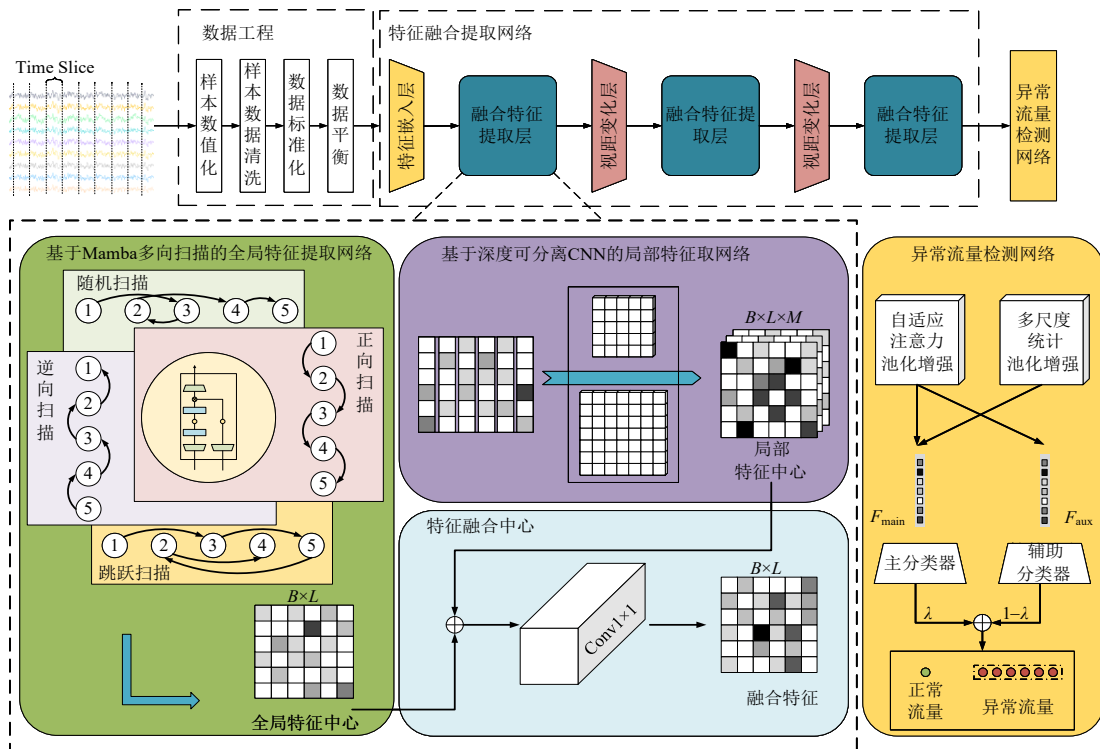 数据工程
特征融合提取网络
Time Slice
样本数值化
样本数据清洗
数据标准化
数据平衡
特征嵌入层
融合特征
提取层
视距变化层
融合特征提取
层
视距变化层
融合特征
提取层
异常
流量
检测
网络
基于Mamba多向扫描的全局特征提取网络
随机扫描
1 2 3 4 5
逆向扫描
1
2
3
4
5
正向扫描
1
2
3
4
5
1 2 3 4 5
跳跃扫描
B×L
全局特征中心
基于深度可分离CNN的局部特征取网络
B×L×M
局部
特征中心
特征融合中心
Conv1×1
B×L
融合特征
异常流量检测网络
自适应
注意力
池化增强
多尺度
统计
池化增强
F_main
F_aux
主分类器
辅助
分类器
λ
1−λ
正常
流量
异常流量